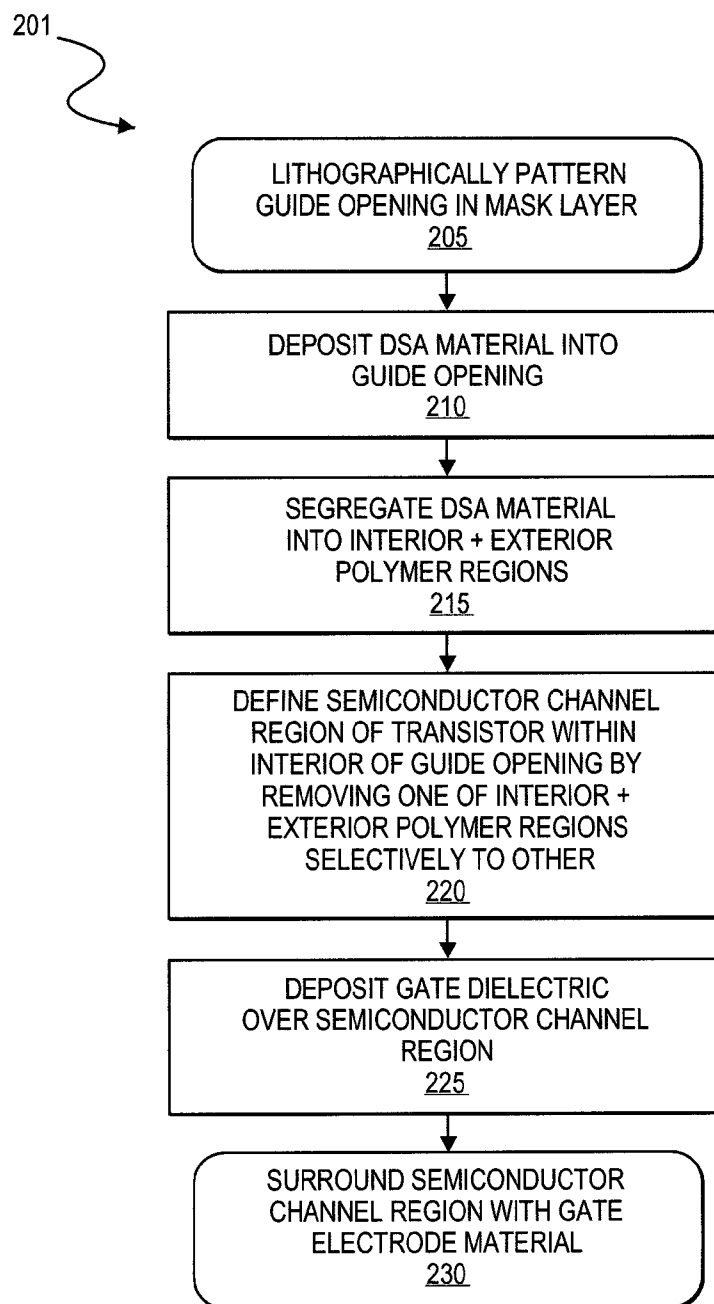 201
LITHOGRAPHICALLY PATTERN
GUIDE OPENING IN MASK LAYER
205
DEPOSIT DSA MATERIAL INTO
GUIDE OPENING
210
SEGREGATE DSA MATERIAL
INTO INTERIOR + EXTERIOR
POLYMER REGIONS
215
DEFINE SEMICONDUCTOR CHANNEL
REGION OF TRANSISTOR WITHIN
INTERIOR OF GUIDE OPENING BY
REMOVING ONE OF INTERIOR +
EXTERIOR POLYMER REGIONS
SELECTIVELY TO OTHER
220
DEPOSIT GATE DIELECTRIC
OVER SEMICONDUCTOR CHANNEL
REGION
225
SURROUND SEMICONDUCTOR
CHANNEL REGION WITH GATE
ELECTRODE MATERIAL
230